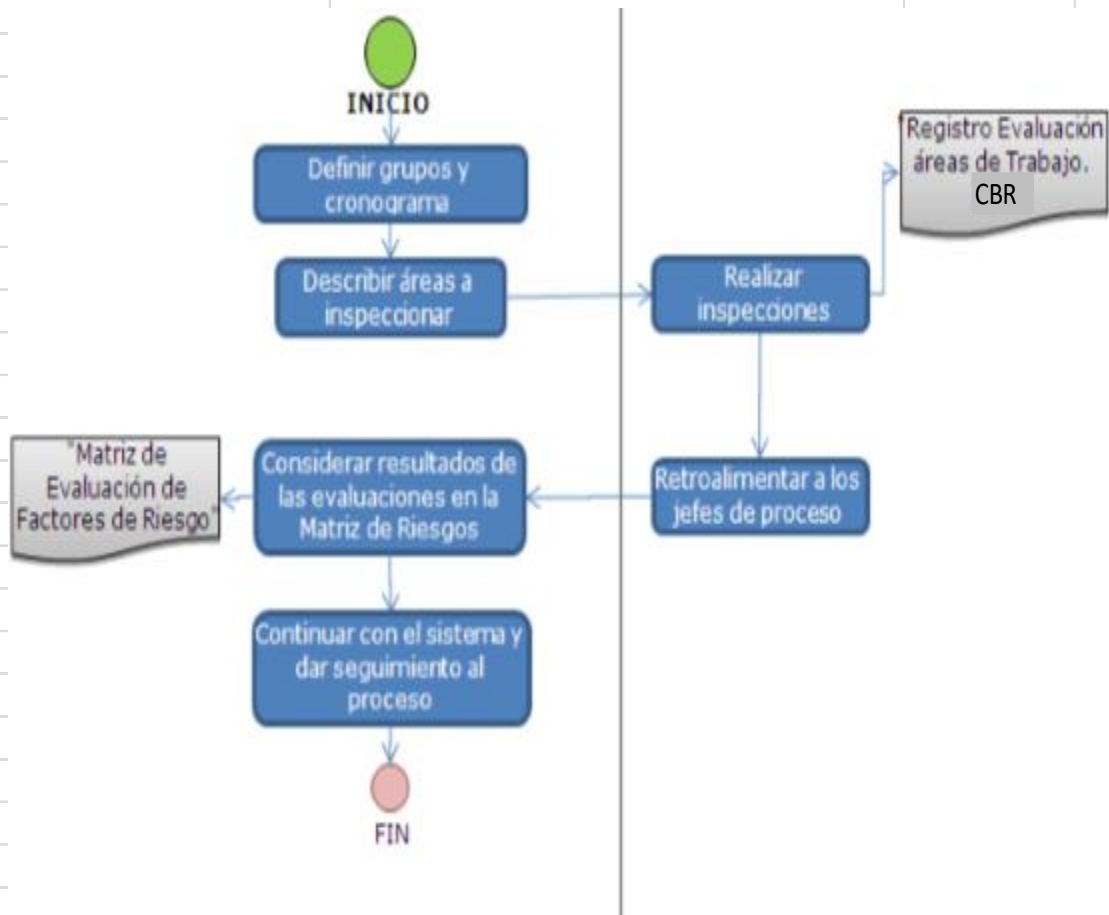 INICIO
Definir grupos y
cronograma
Describir áreas a
inspeccionar
Realizar
inspecciones
"Registro Evaluación
áreas de Trabajo.
CBR
Retroalimentar a los
jefes de proceso
Considerar resultados de
las evaluaciones en la
Matriz de Riesgos
"Matriz de
Evaluación de
Factores de Riesgo"
Continuar con el sistema y
dar seguimiento al
proceso
FIN